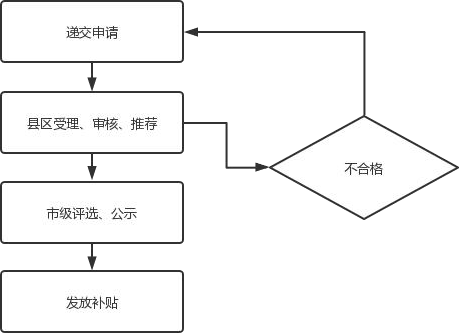 递交申请
县区受理、审核、推荐
不合格
市级评选、公示
发放补贴